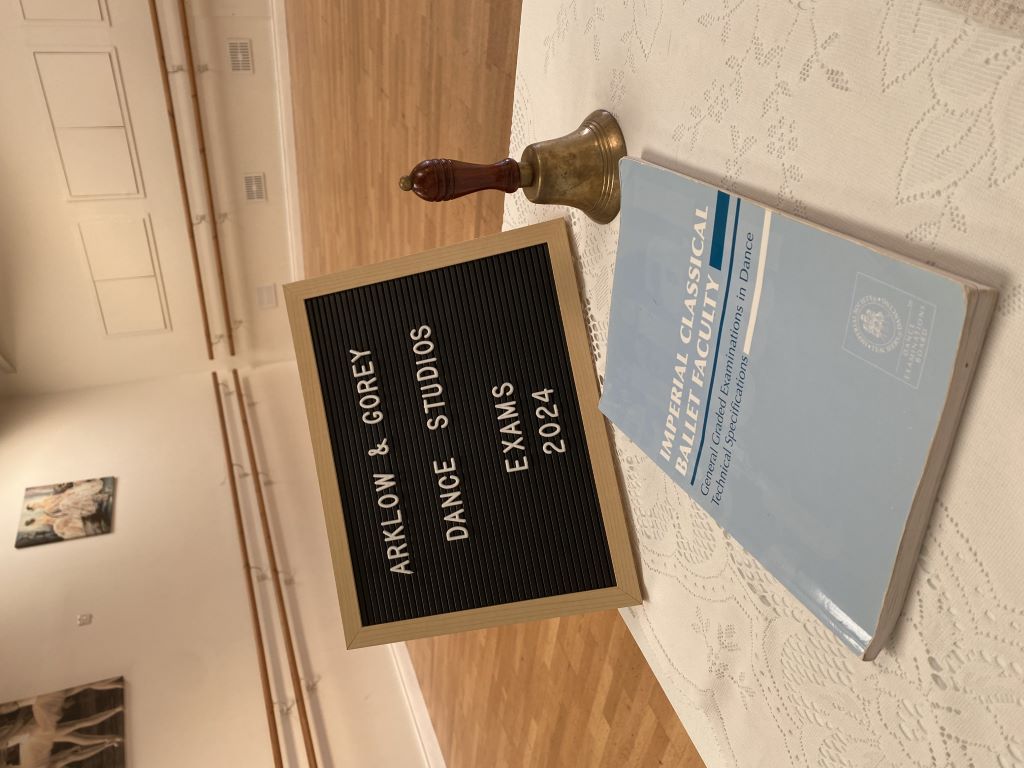 ARKLOW & GOREY
DANCE STUDIOS
EXAMS
2024
IMPERIAL CLASSICAL
BALLET FACULTY
General Graded Examinations in Dance
Technical Specifications